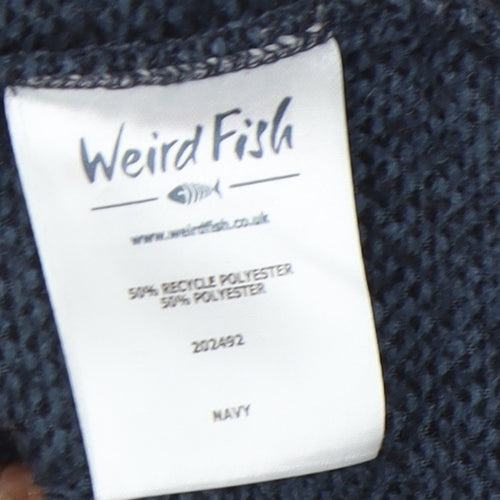 Weird Fish
www.weirdfish.co.uk
50% RECYCLE POLYESTER
50% POLYESTER
202492
NAVY